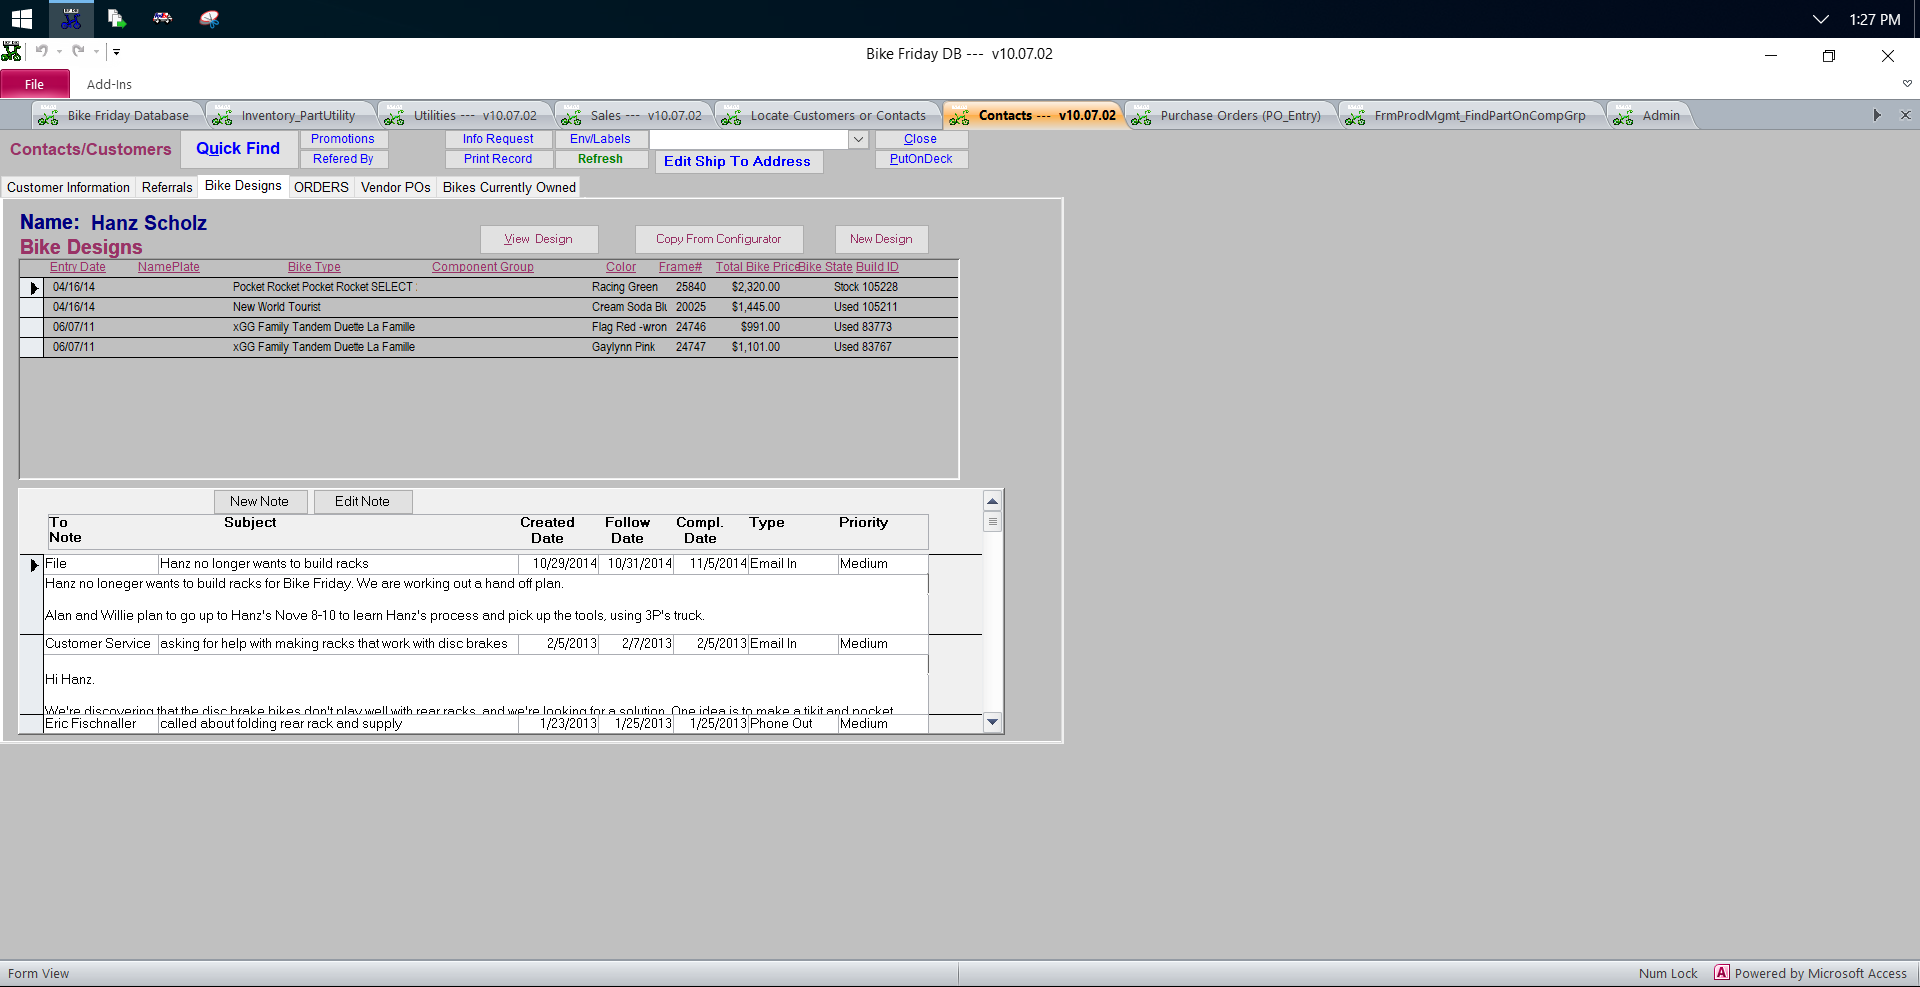 1:27 PM
Bike Friday DB --- v10.07.02
File Add-Ins
Bike Friday Database Inventory_PartUtility Utilities --- v10.07.02 Sales --- v10.07.02 Locate Customers or Contacts Contacts --- v10.07.02 Purchase Orders (PO_Entry) FrmProdMgmt_FindPartOnCompGrp Admin
Contacts/Customers Quick Find Promotions Info Request Env/Labels Close
Refered By Print Record Refresh Edit Ship To Address PutOnDeck
Customer Information Referrals Bike Designs ORDERS Vendor POs Bikes Currently Owned
Name: Hanz Scholz
Bike Designs View Design Copy From Configurator New Design
Entry Date NamePlate Bike Type Component Group Color Frame# Total Bike Price Bike State Build ID
04/16/14 Pocket Rocket Pocket Rocket SELECT Racing Green 25840 $2,320.00 Stock 105228
04/16/14 New World Tourist Cream Soda Blu 20025 $1,445.00 Used 105211
06/07/11 xGG Family Tandem Duette La Famille Flag Red -wron 24746 $991.00 Used 83773
06/07/11 xGG Family Tandem Duette La Famille Gaylynn Pink 24747 $1,101.00 Used 83767
New Note Edit Note
To Note Subject Created Date Follow Date Compl. Date Type Priority
File Hanz no longer wants to build racks 10/29/2014 10/31/2014 11/5/2014 Email In Medium
Hanz no loneger wants to build racks for Bike Friday. We are working out a hand off plan.
Alan and Willie plan to go up to Hanz's Nove 8-10 to learn Hanz's process and pick up the tools, using 3P's truck.
Customer Service asking for help with making racks that work with disc brakes 2/5/2013 2/7/2013 2/5/2013 Email In Medium
Hi Hanz.
We're discovering that the disc brake bikes don't play well with rear racks, and we're looking for a solution. One idea is to make a tikit and pocket
Eric Fischnaller called about folding rear rack and supply 1/23/2013 1/25/2013 1/25/2013 Phone Out Medium
Form View Num Lock Powered by Microsoft Access